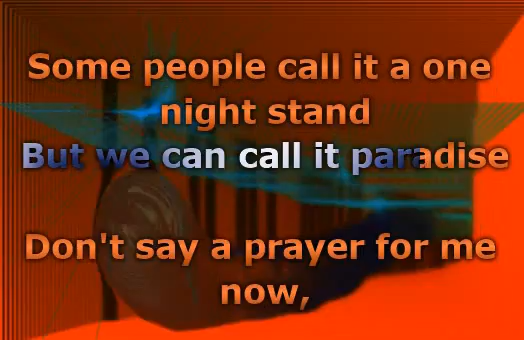 Some people call it a one
night stand
But we can call it paradise
Don't say a prayer for me
now,